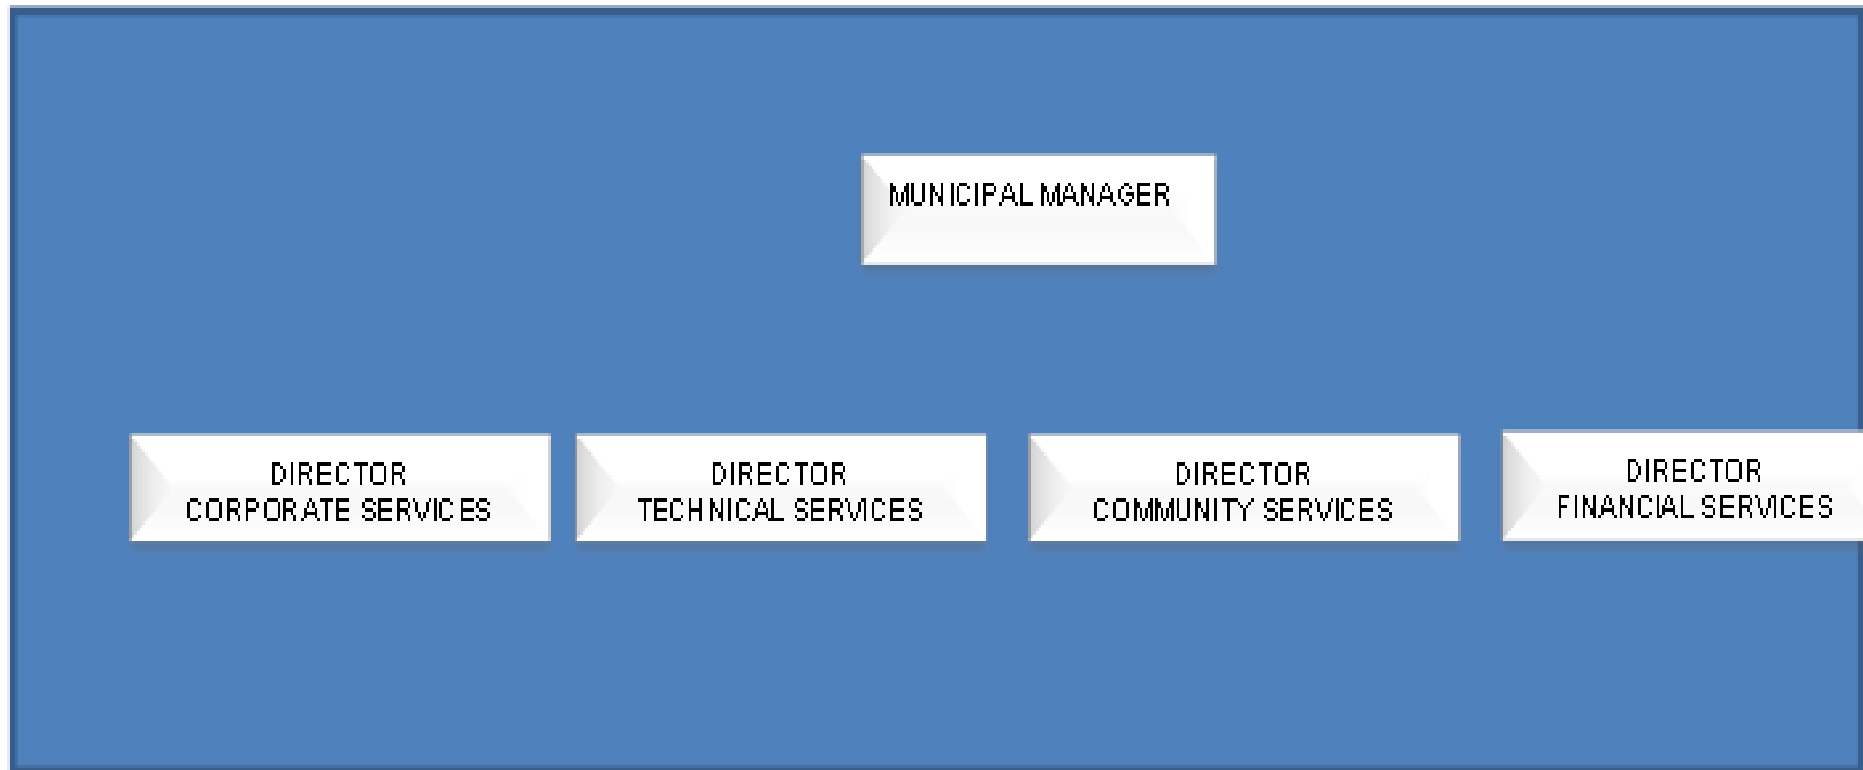 MUNICIPAL MANAGER
DIRECTOR
CORPORATE SERVICES
DIRECTOR
TECHNICAL SERVICES
DIRECTOR
COMMUNITY SERVICES
DIRECTOR
FINANCIAL SERVICES